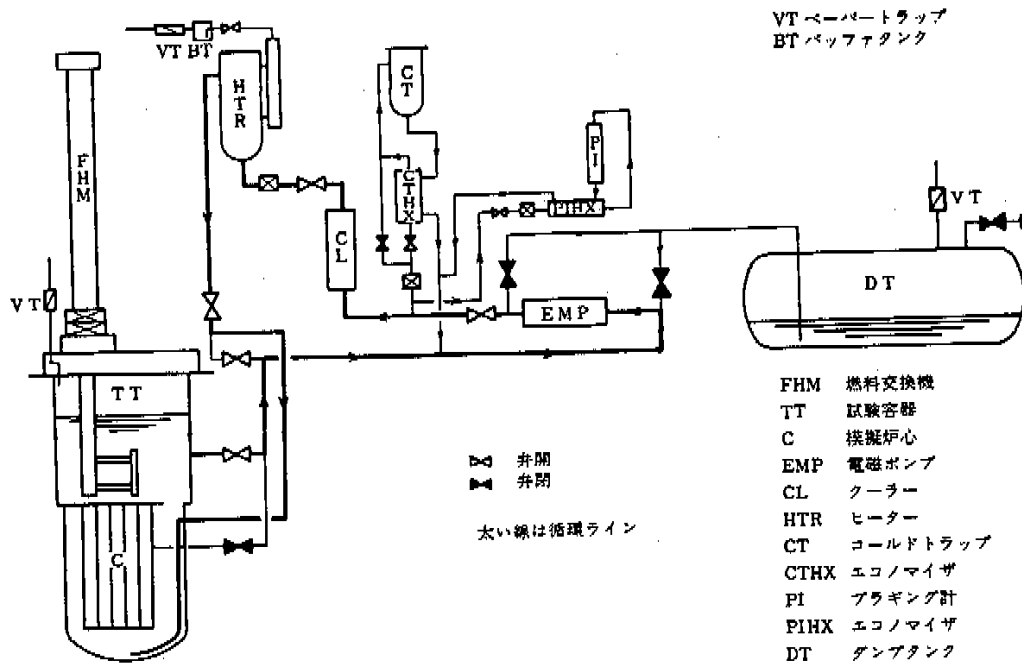 VT ベーパートラップ
BT バッファタンク
VT BT
HTR
CT
FHM
PI
CTHX
PIHX
CL
VT
EMP
DT
VT
TT
C
弁開
弁閉
太い線は循環ライン
FHM 燃料交換機
TT 試験容器
C 模擬炉心
EMP 電磁ポンプ
CL クーラー
HTR ヒーター
CT コールドトラップ
CTHX エコノマイザ
PI プラギング計
PIHX エコノマイザ
DT ダンプタンク